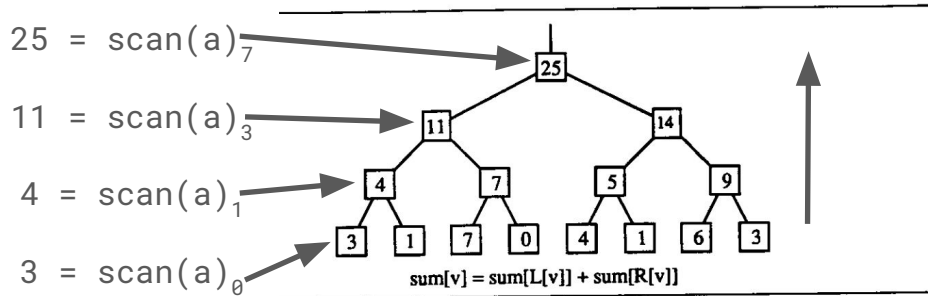 25 = scan(a)₇
25
11 = scan(a)₃
11 14
4 = scan(a)₁
4 7 5 9
3 1 7 0 4 1 6 3
3 = scan(a)₀
sum[v] = sum[L[v]] + sum[R[v]]